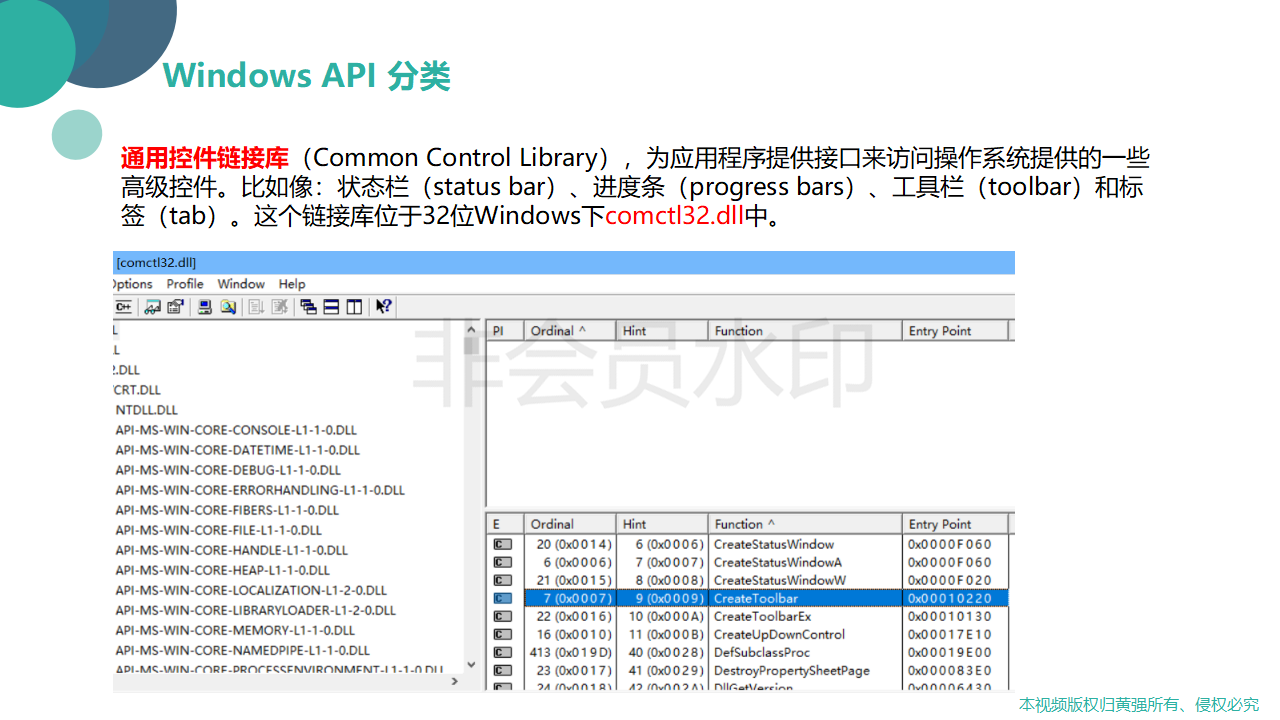 Windows API 分类
通用控件链接库（Common Control Library），为应用程序提供接口来访问操作系统提供的一些
高级控件。比如像：状态栏（status bar）、进度条（progress bars）、工具栏（toolbar）和标
签（tab）。这个链接库位于32位Windows下comctl32.dll中。
[comctl32.dll]
Options Profile Window Help
C++
L
L
2.DLL
CRT.DLL
NTDLL.DLL
API-MS-WIN-CORE-CONSOLE-L1-1-0.DLL
API-MS-WIN-CORE-DATETIME-L1-1-0.DLL
API-MS-WIN-CORE-DEBUG-L1-1-0.DLL
API-MS-WIN-CORE-ERRORHANDLING-L1-1-0.DLL
API-MS-WIN-CORE-FIBERS-L1-1-0.DLL
API-MS-WIN-CORE-FILE-L1-1-0.DLL
API-MS-WIN-CORE-HANDLE-L1-1-0.DLL
API-MS-WIN-CORE-HEAP-L1-1-0.DLL
API-MS-WIN-CORE-LOCALIZATION-L1-2-0.DLL
API-MS-WIN-CORE-LIBRARYLOADER-L1-2-0.DLL
API-MS-WIN-CORE-MEMORY-L1-1-0.DLL
API-MS-WIN-CORE-NAMEDPIPE-L1-1-0.DLL
API-MS-WIN-CORE-PROCESSENVIRONMENT-L1-1-0.DLL
PI Ordinal ^ Hint Function Entry Point
非会员水印
E Ordinal Hint Function ^ Entry Point
C 20 (0x0014) 6 (0x0006) CreateStatusWindow 0x0000F060
C 6 (0x0006) 7 (0x0007) CreateStatusWindowA 0x0000F060
C 21 (0x0015) 8 (0x0008) CreateStatusWindowW 0x0000F020
C 7 (0x0007) 9 (0x0009) CreateToolbar 0x00010220
C 22 (0x0016) 10 (0x000A) CreateToolbarEx 0x00010130
C 16 (0x0010) 11 (0x000B) CreateUpDownControl 0x00017E10
C 413 (0x019D) 40 (0x0028) DefSubclassProc 0x00019E00
C 23 (0x0017) 41 (0x0029) DestroyPropertySheetPage 0x000083E0
C 24 (0x0018) 42 (0x002A) DllGetVersion 0x00006430
本视频版权归黄强所有、侵权必究